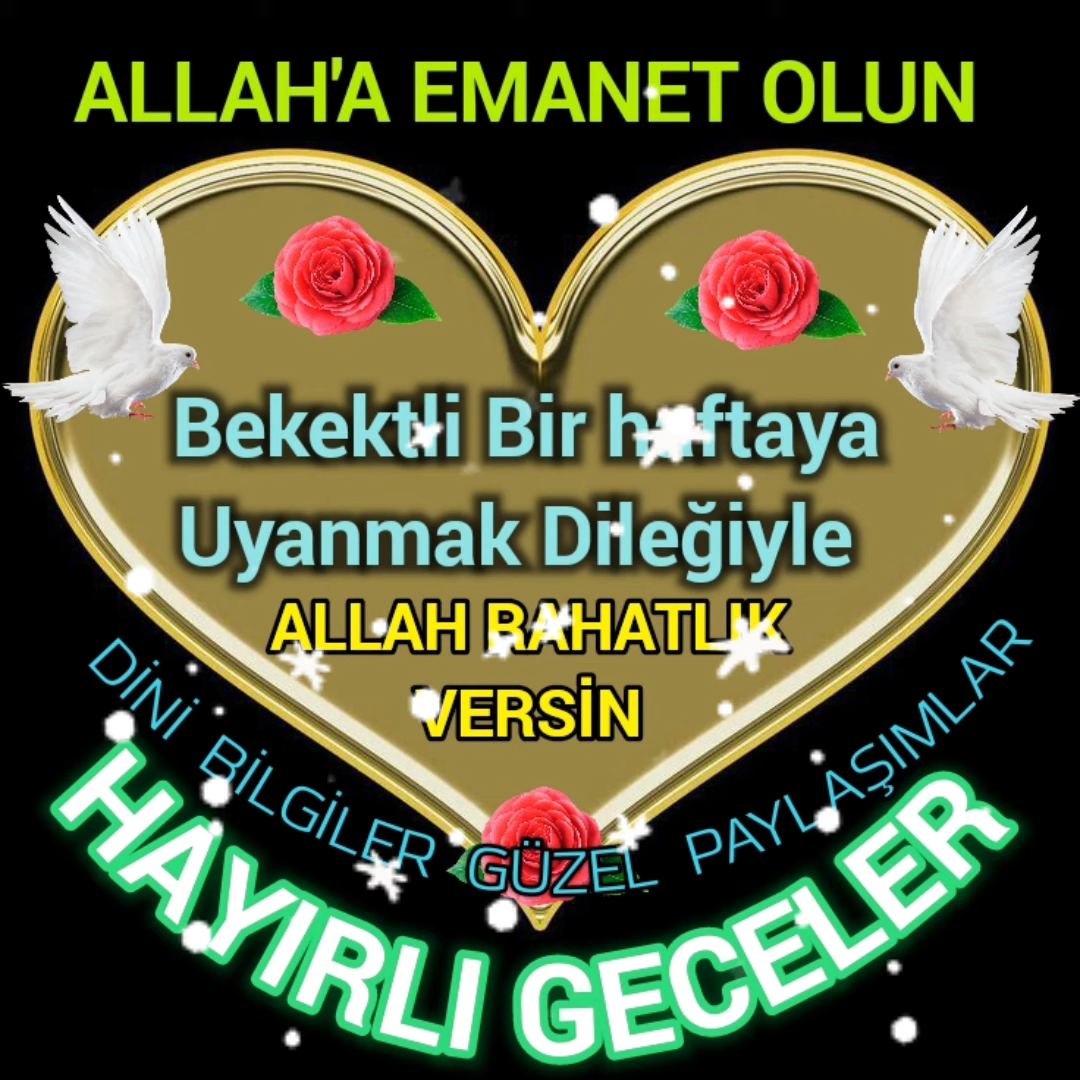 ALLAH'A EMANET OLUN
Bekektli Bir haftaya
Uyanmak Dileğiyle
ALLAH RAHATLIK
VERSİN
DİNİ BİLGİLER GÜZEL PAYLAŞIMLAR
HAYIRLI GECELER